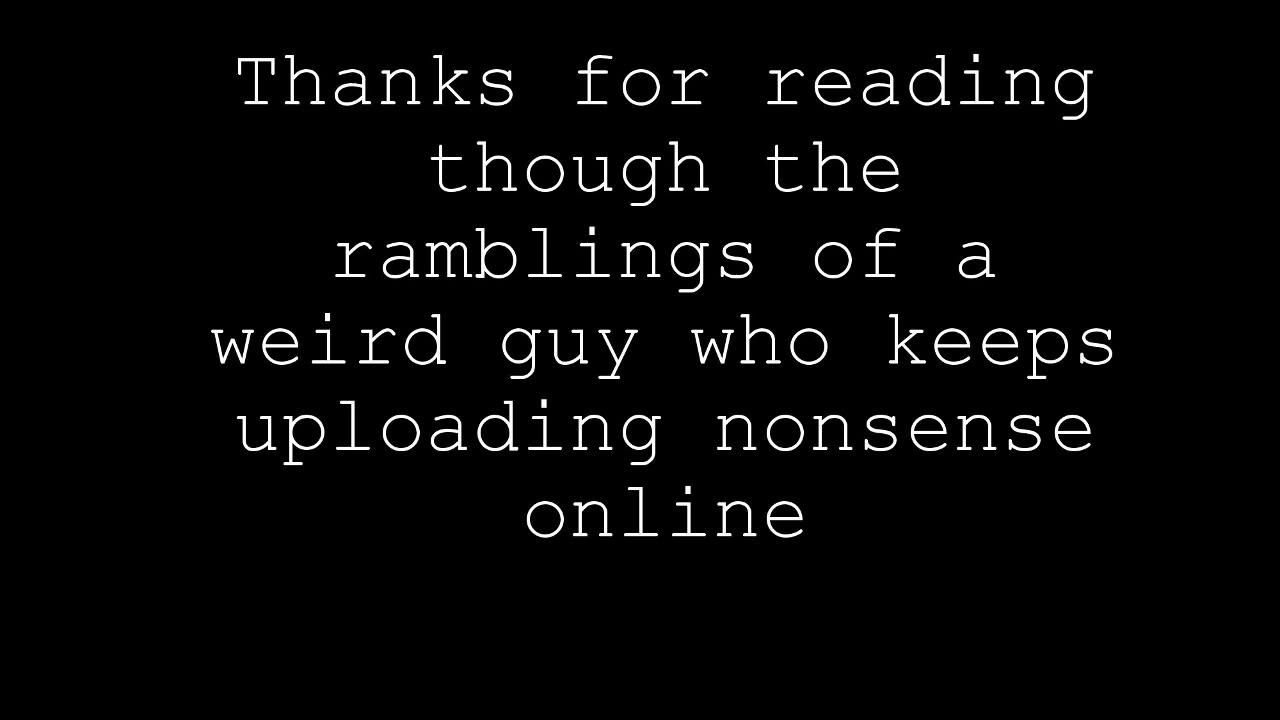 Thanks for reading
though the
ramblings of a
weird guy who keeps
uploading nonsense
online